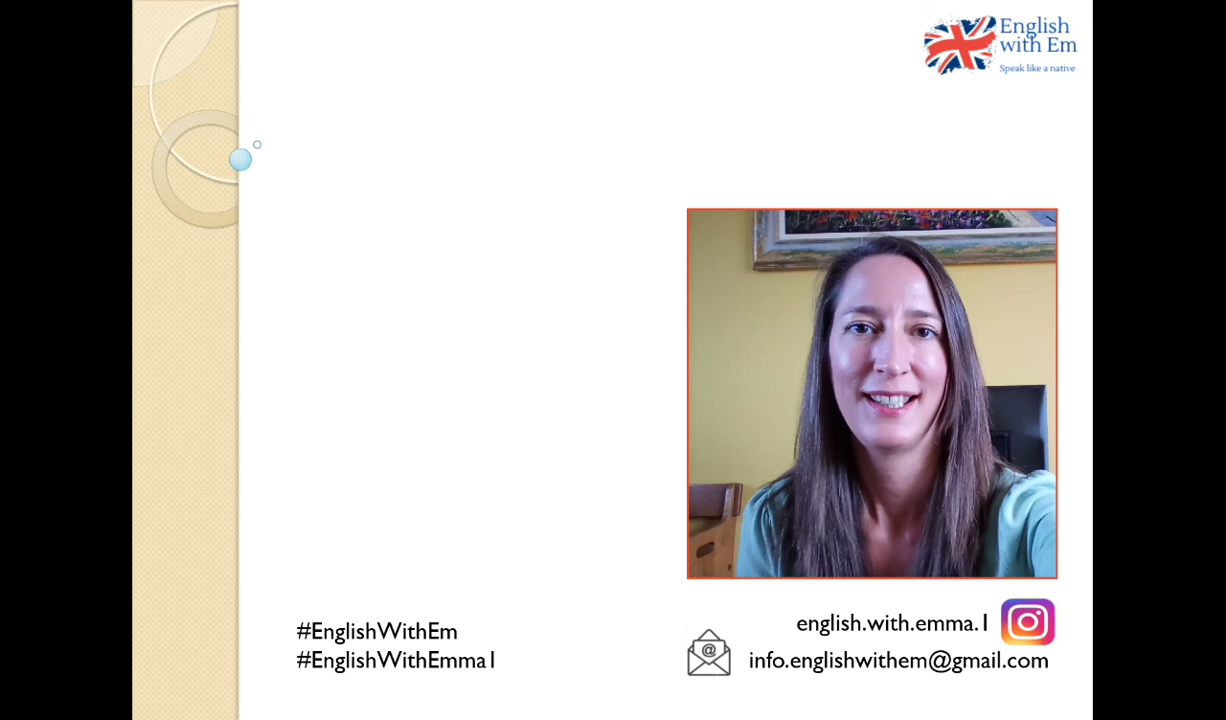 English
with Em
Speak like a native
#EnglishWithEm
#EnglishWithEmma1
english.with.emma.1
info.englishwithem@gmail.com